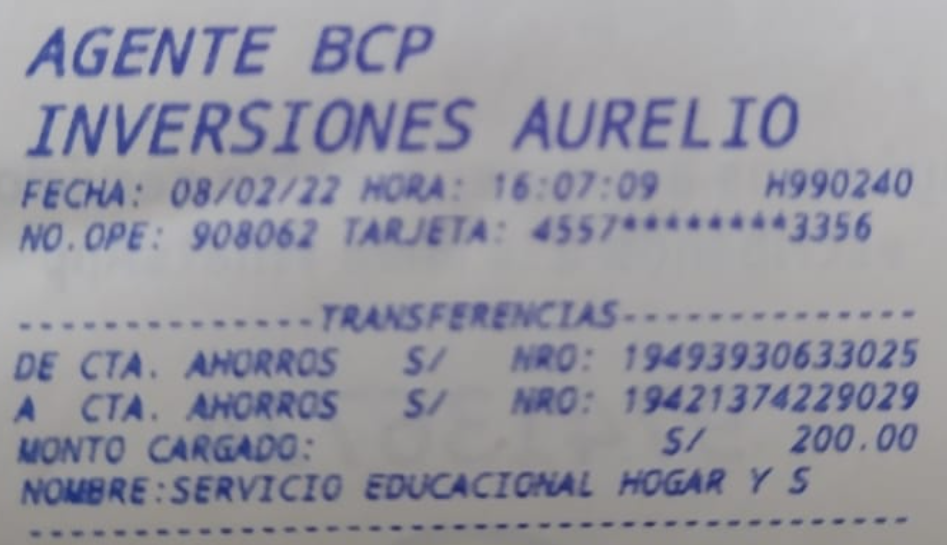 AGENTE BCP
INVERSIONES AURELIO
FECHA: 08/02/22 HORA: 16:07:09 H990240
NO.OPE: 908062 TARJETA: 4557********3356
---------------TRANSFERENCIAS---------------
DE CTA. AHORROS S/ NRO: 19493930633025
A CTA. AHORROS S/ NRO: 19421374229029
MONTO CARGADO: S/ 200.00
NOMBRE:SERVICIO EDUCACIONAL HOGAR Y S
--------------------------------------------